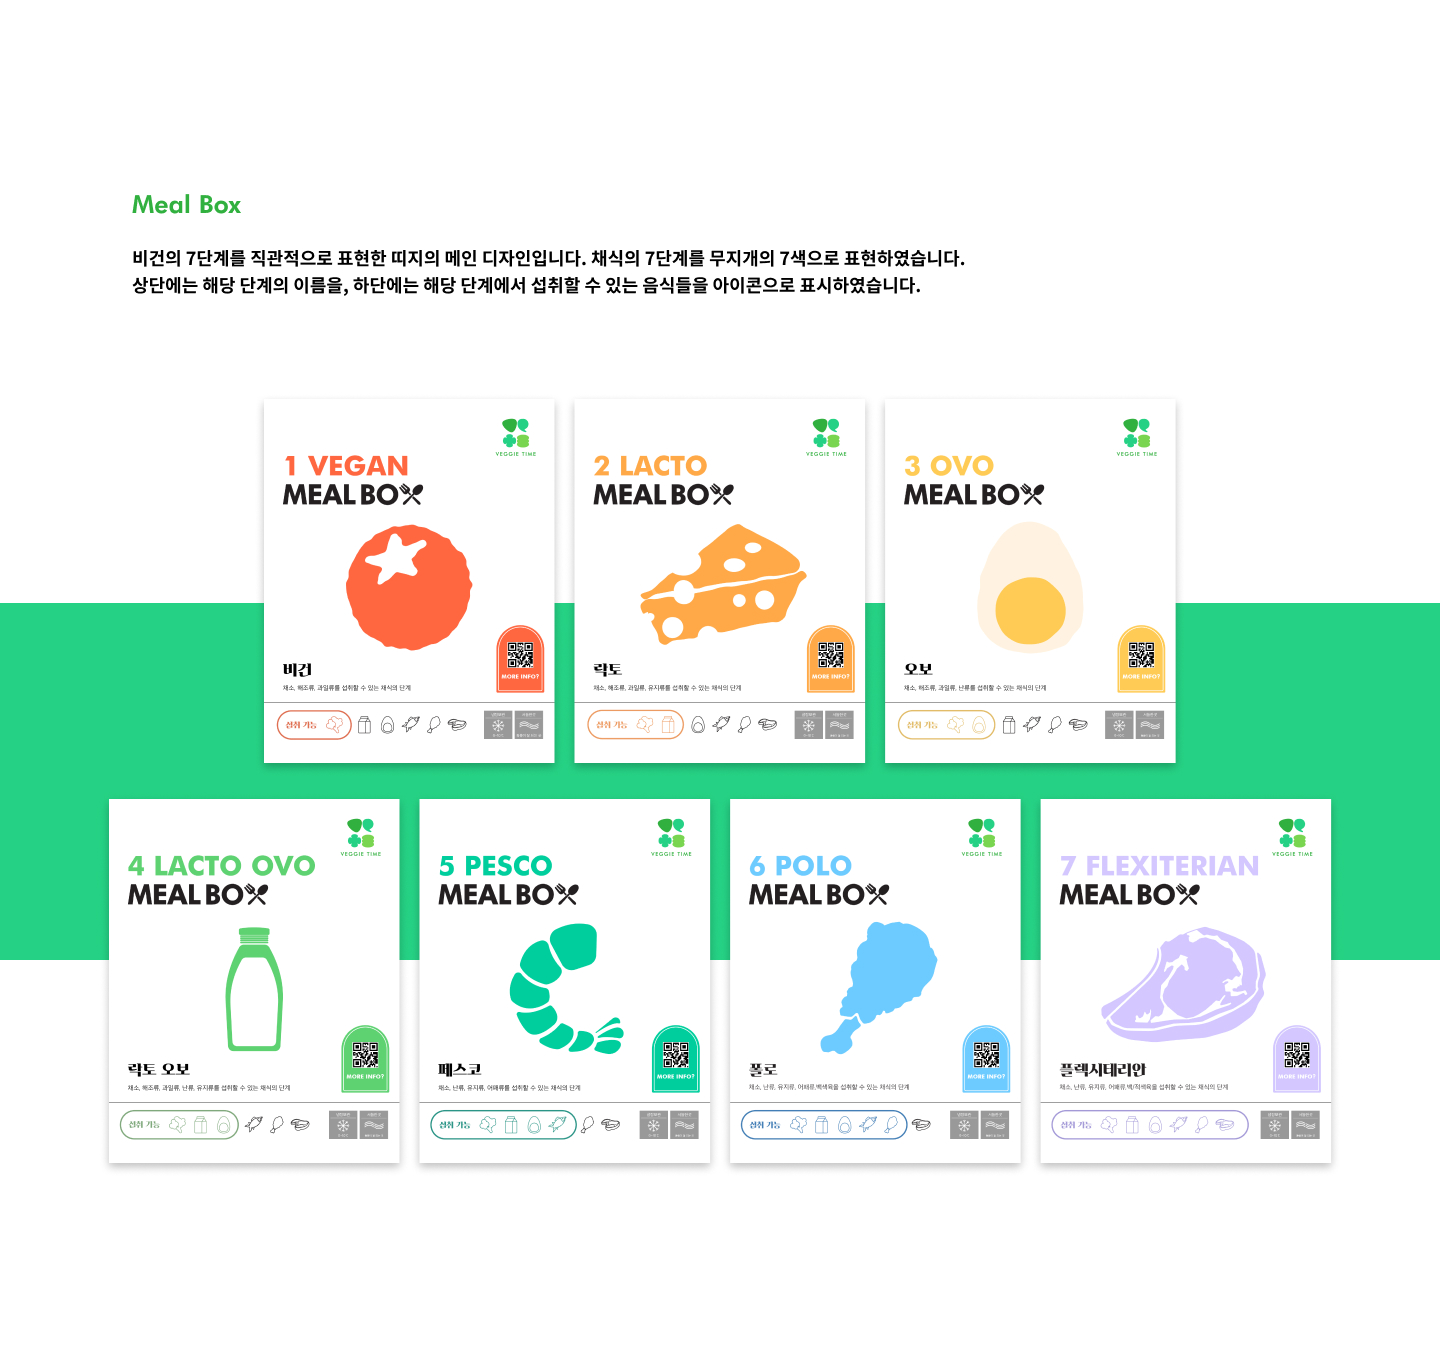 Meal Box
비건의 7단계를 직관적으로 표현한 띠지의 메인 디자인입니다. 채식의 7단계를 무지개의 7색으로 표현하였습니다.
상단에는 해당 단계의 이름을, 하단에는 해당 단계에서 섭취할 수 있는 음식들을 아이콘으로 표시하였습니다.
VEGGIE TIME
1 VEGAN
MEAL BO
MORE INFO?
비건
채소, 해조류, 과일류를 섭취할 수 있는 채식의 단계
섭취 가능
VEGGIE TIME
2 LACTO
MEAL BO
MORE INFO?
락토
채소, 해조류, 과일류, 유지류를 섭취할 수 있는 채식의 단계
섭취 가능
VEGGIE TIME
3 OVO
MEAL BO
MORE INFO?
오보
채소, 해조류, 과일류, 난류를 섭취할 수 있는 채식의 단계
섭취 가능
VEGGIE TIME
4 LACTO OVO
MEAL BO
MORE INFO?
락토 오보
채소, 해조류, 과일류, 난류, 유지류를 섭취할 수 있는 채식의 단계
섭취 가능
VEGGIE TIME
5 PESCO
MEAL BO
MORE INFO?
페스코
채소, 난류, 유지류, 어패류를 섭취할 수 있는 채식의 단계
섭취 가능
VEGGIE TIME
6 POLO
MEAL BO
MORE INFO?
폴로
채소, 난류, 유지류, 어패류,백색육을 섭취할 수 있는 채식의 단계
섭취 가능
VEGGIE TIME
7 FLEXITERIAN
MEAL BO
MORE INFO?
플렉시테리안
채소, 난류, 유지류, 어패류,백/적색육을 섭취할 수 있는 채식의 단계
섭취 가능